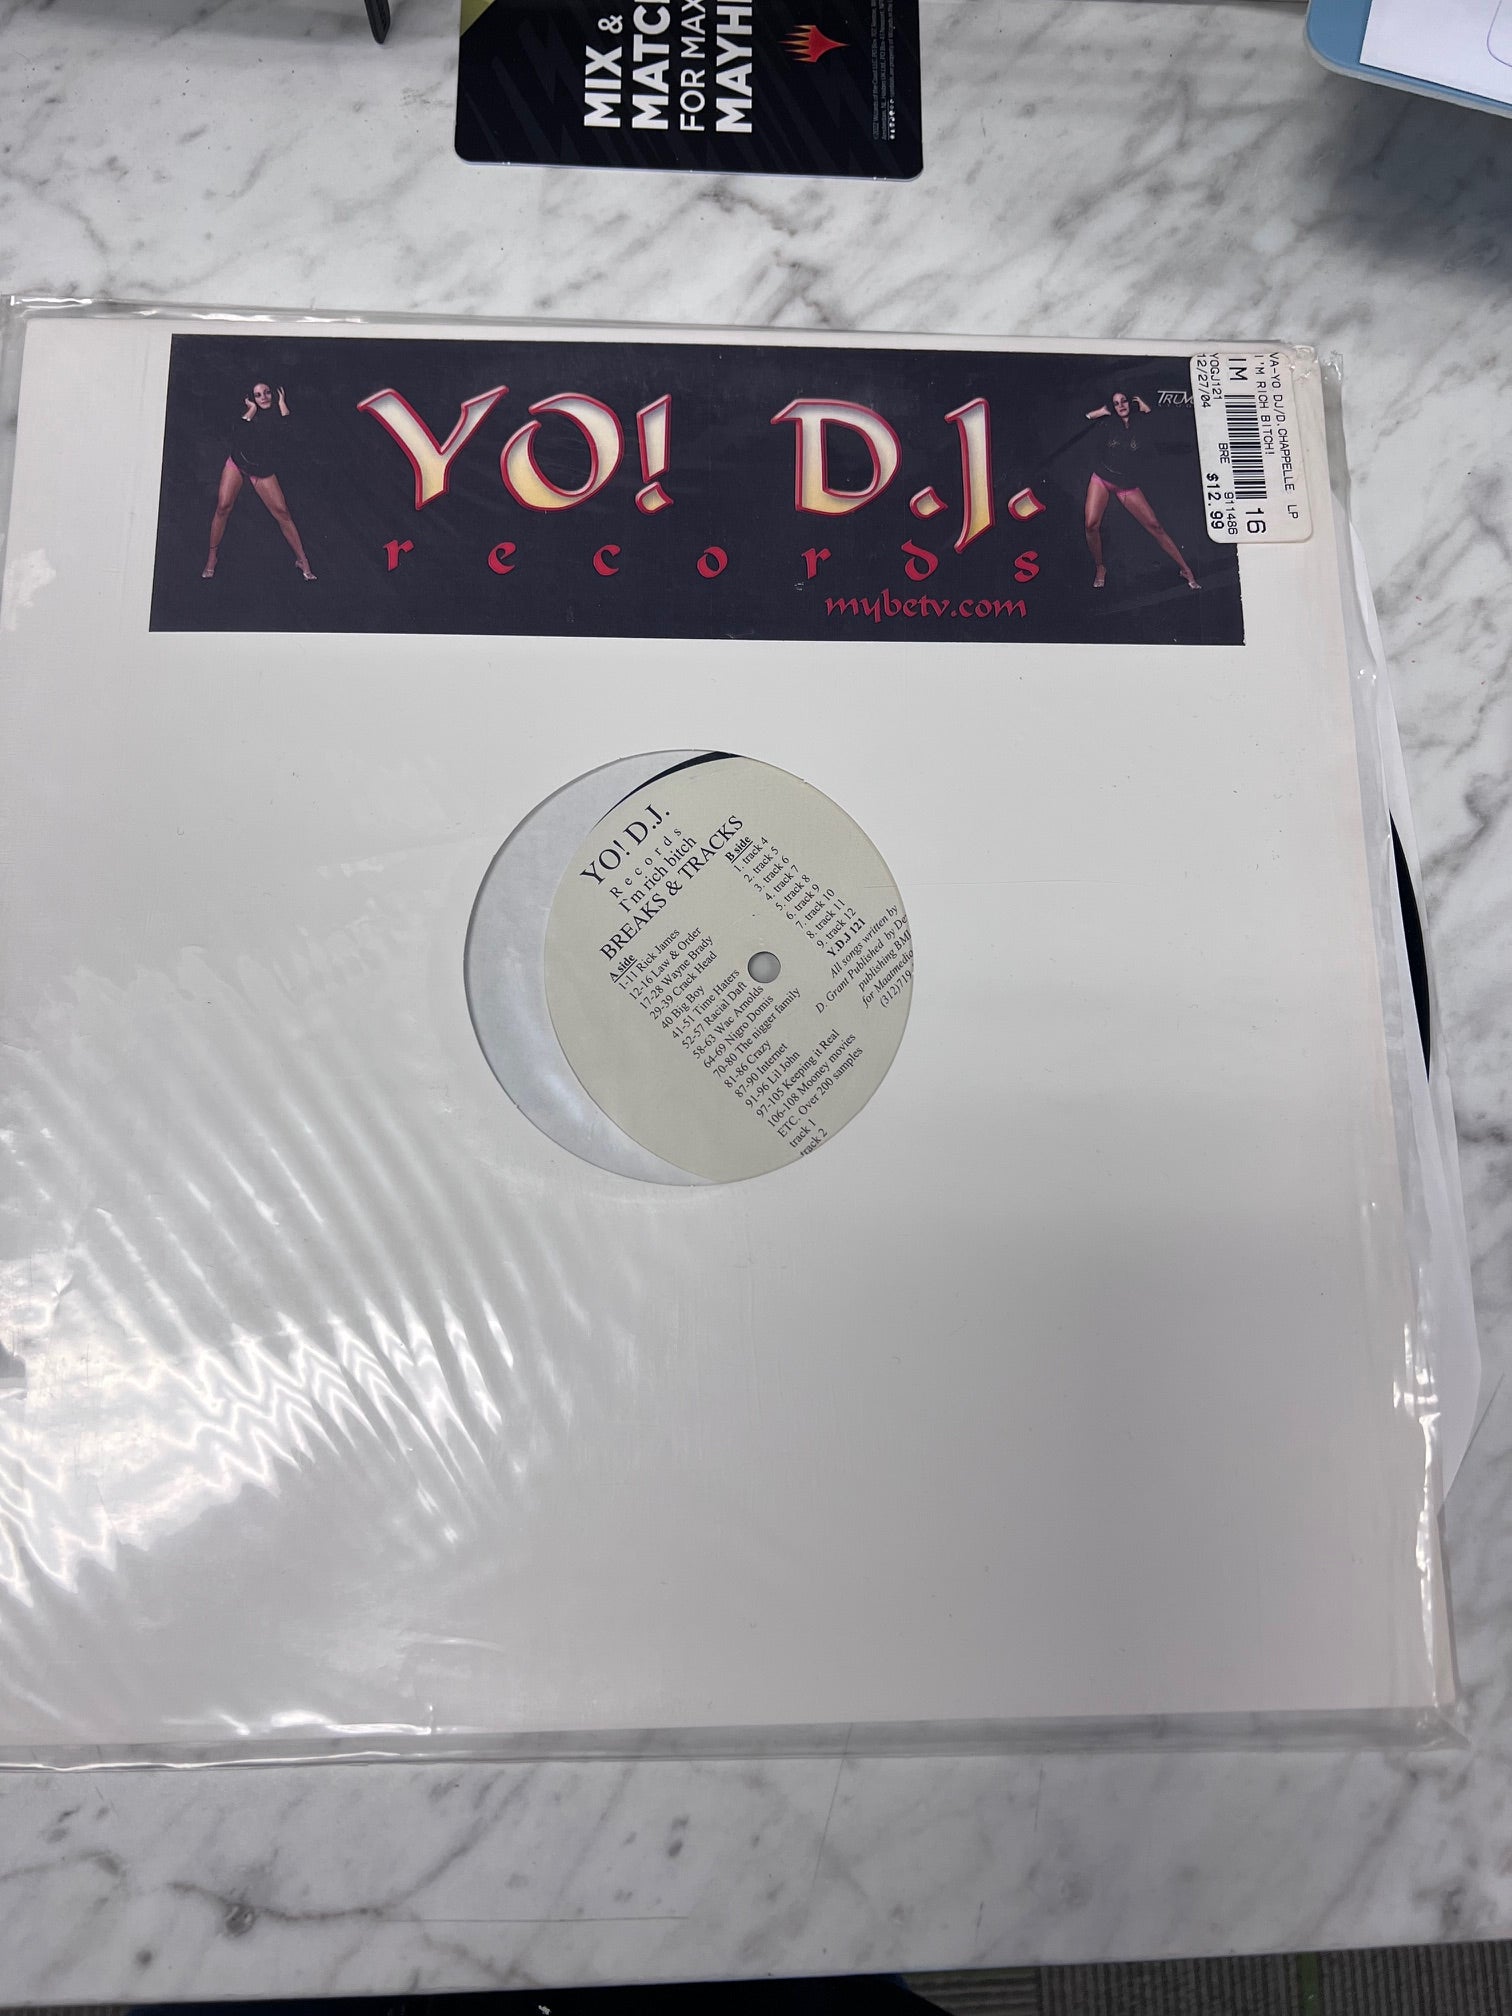 MIX &
MATCH
FOR MAX
MAYH
YO! D.J.
records
mybetv.com
VA-YO DJ/D.CHAPPELLE LP
I'M RICH BITCH!
IM 16
911486
YOGJ121 BRE
12/27/04 $12.99
YO! D.J.
Records
I'm rich bitch
BREAKS & TRACKS
A side
1-11 Rick James
12-16 Law & Order
17-28 Wayne Brady
29-39 Crack Head
40 Big Boy
41-51 Time Haters
52-57 Racial Daft
58-63 Wac Arnolds
64-69 Nigro Domis
70-80 The nigger family
81-86 Crazy
87-90 Internet
91-96 Lil John
97-105 Keeping it Real
106-108 Mooney movies
ETC. Over 200 samples
track 1
track 2
B side
1. track 4
2. track 5
3. track 6
4. track 7
5. track 8
6. track 9
7. track 10
8. track 11
9. track 12
Y.D.J 121
All songs written by
D. Grant Published by De
publishing BMI
for Maatmedia
(312)719-